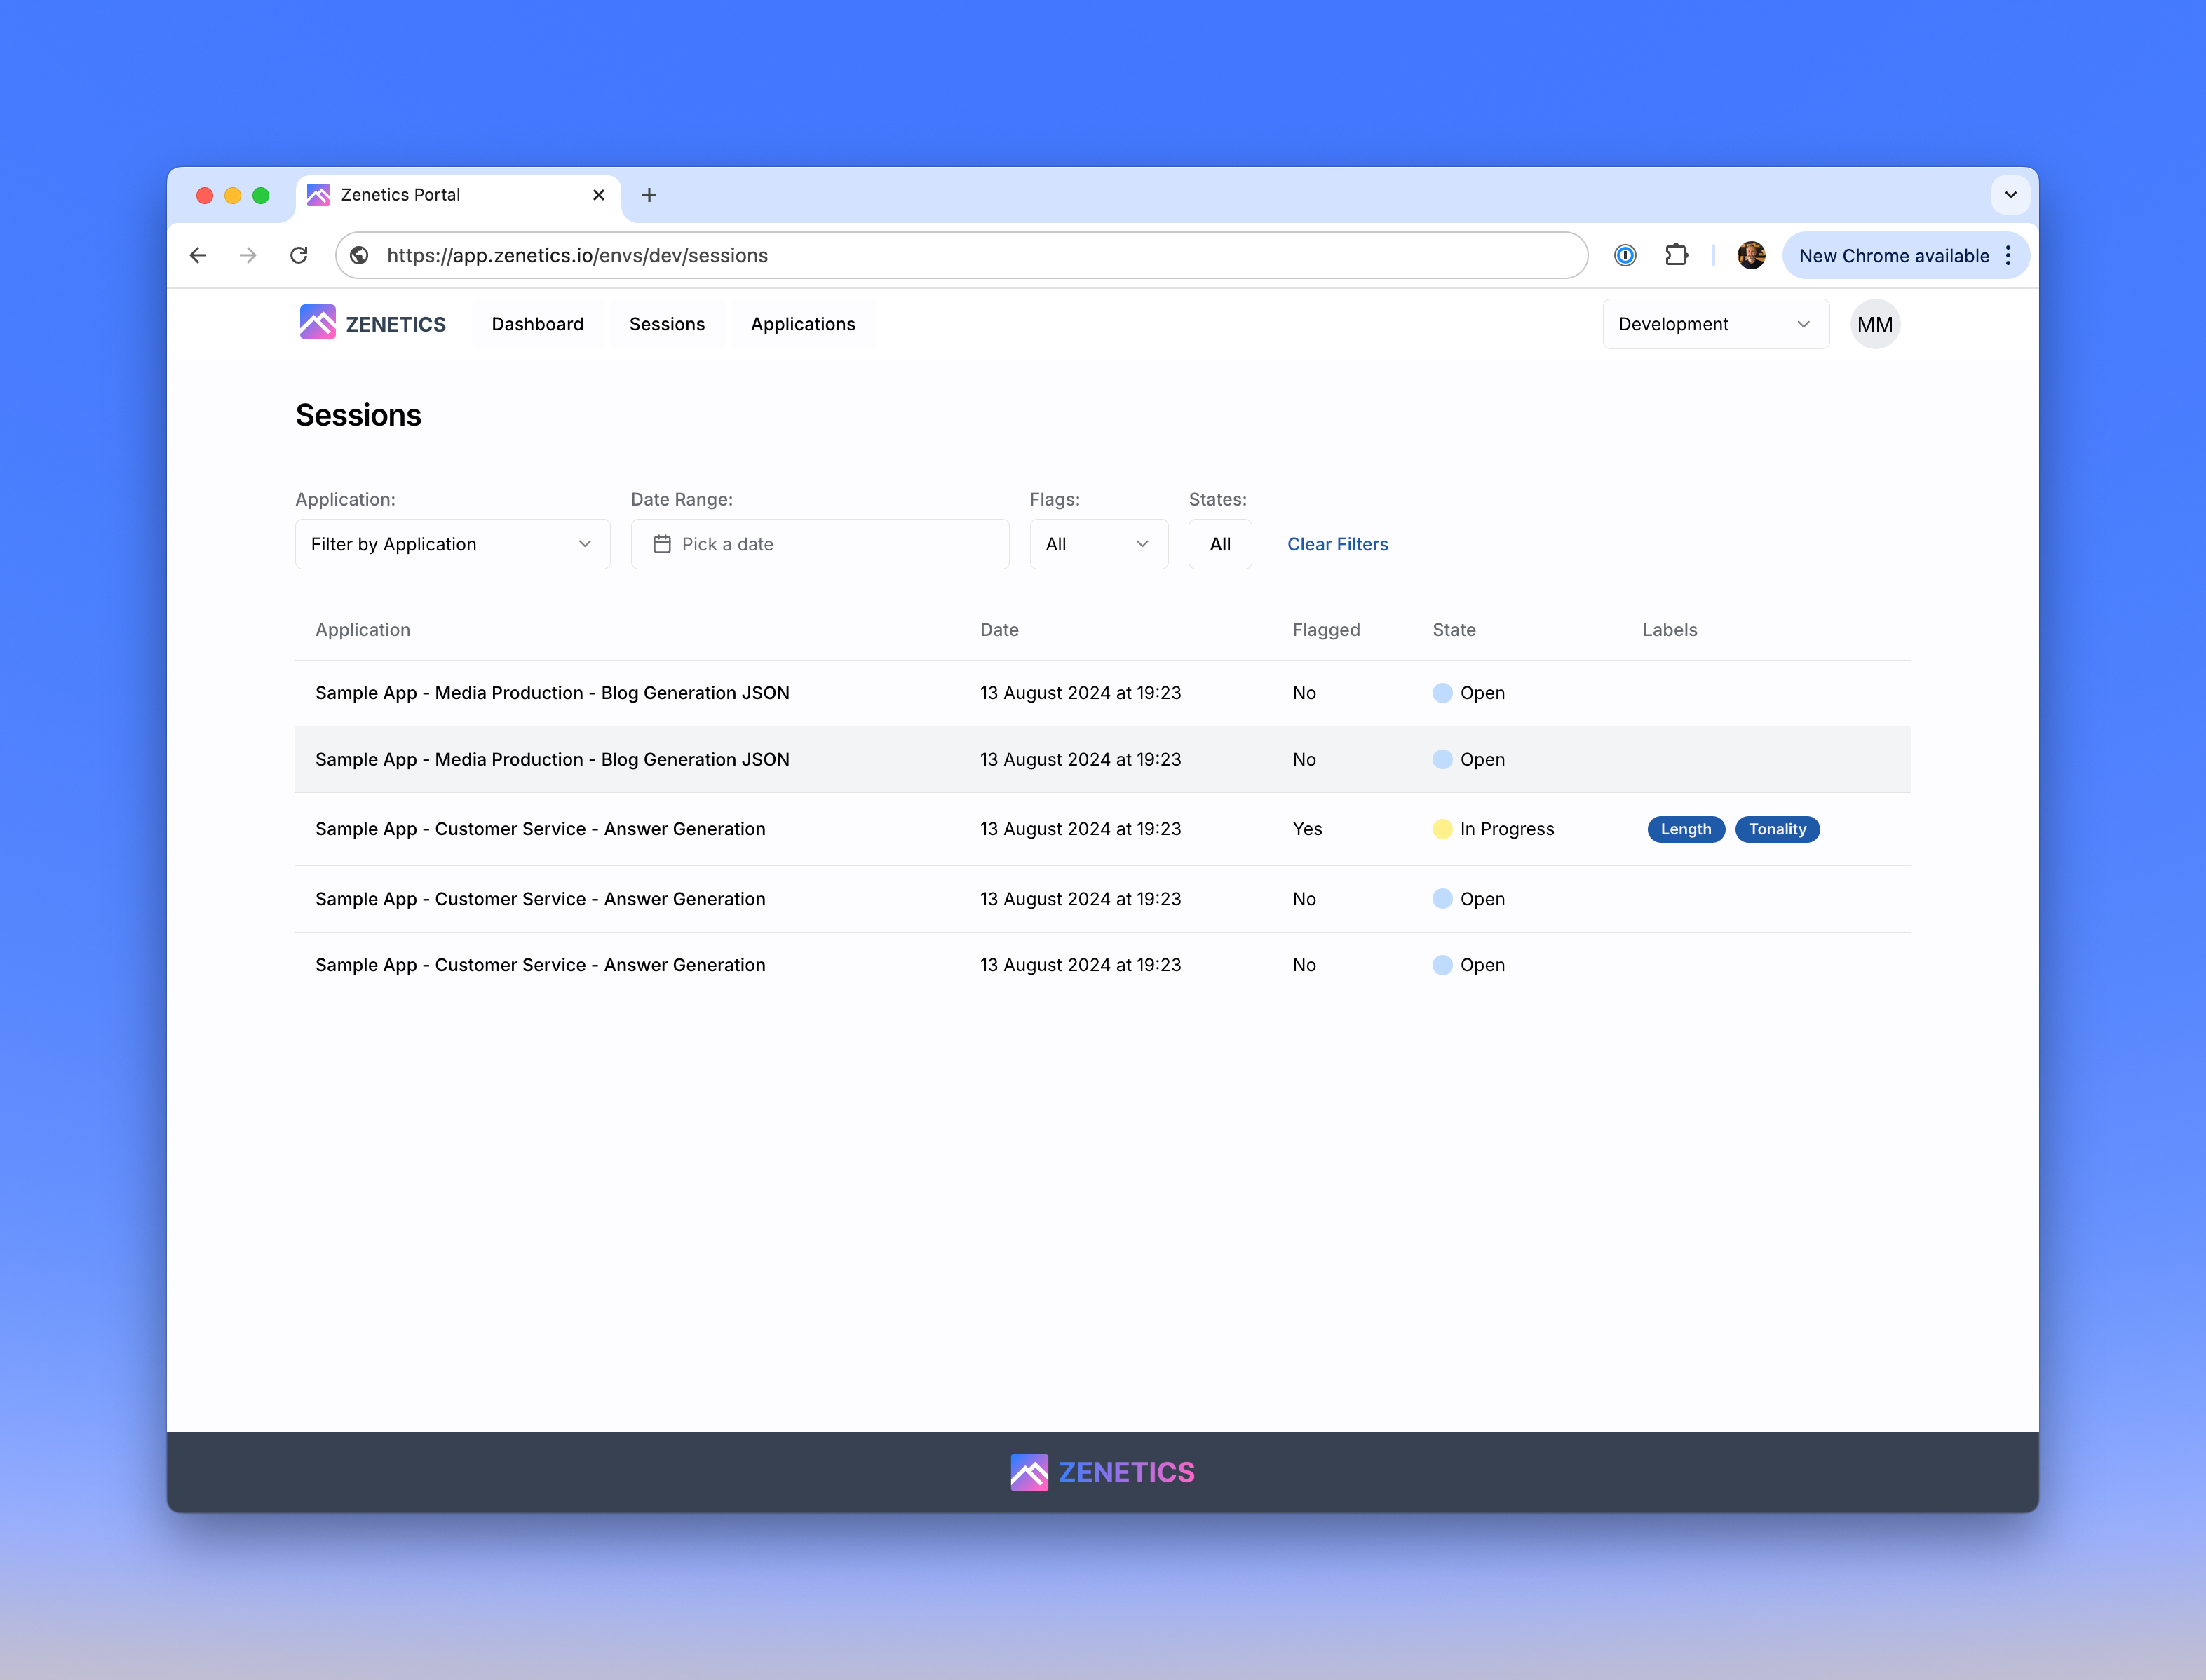 Zenetics Portal
https://app.zenetics.io/envs/dev/sessions
New Chrome available
ZENETICS Dashboard Sessions Applications Development MM
Sessions
Application: Date Range: Flags: States:
Filter by Application Pick a date All All Clear Filters
Application Date Flagged State Labels
Sample App - Media Production - Blog Generation JSON 13 August 2024 at 19:23 No Open
Sample App - Media Production - Blog Generation JSON 13 August 2024 at 19:23 No Open
Sample App - Customer Service - Answer Generation 13 August 2024 at 19:23 Yes In Progress Length Tonality
Sample App - Customer Service - Answer Generation 13 August 2024 at 19:23 No Open
Sample App - Customer Service - Answer Generation 13 August 2024 at 19:23 No Open
ZENETICS